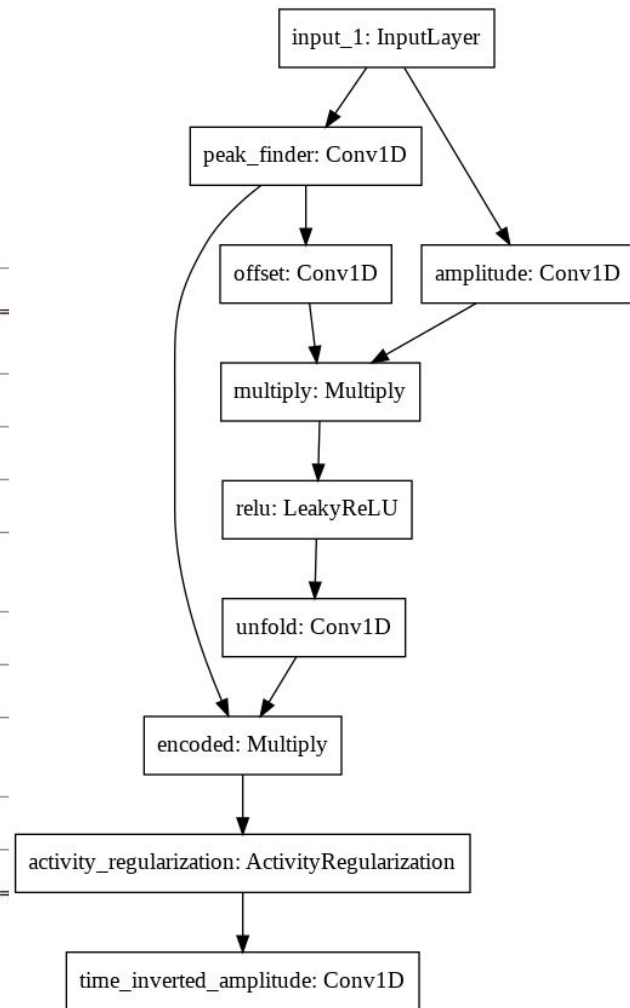 input_1: InputLayer
peak_finder: Conv1D
offset: Conv1D
amplitude: Conv1D
multiply: Multiply
relu: LeakyReLU
unfold: Conv1D
encoded: Multiply
activity_regularization: ActivityRegularization
time_inverted_amplitude: Conv1D